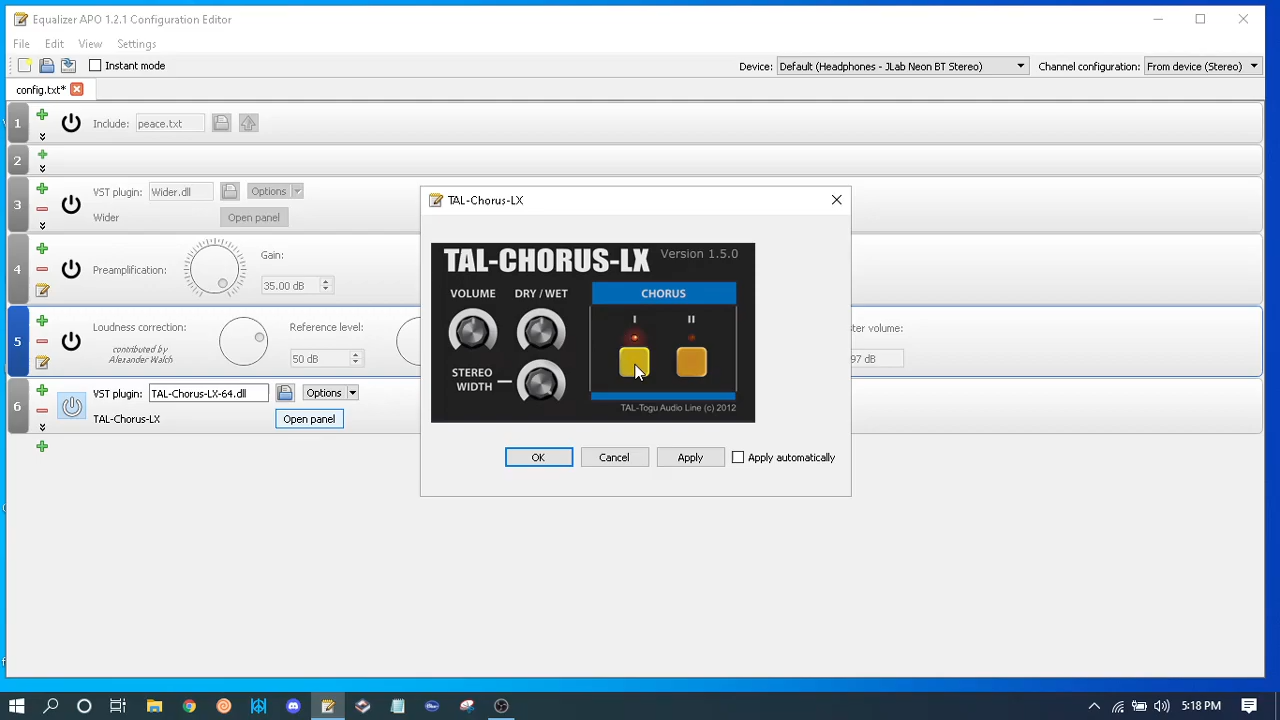 Equalizer APO 1.2.1 Configuration Editor
File Edit View Settings
Instant mode
Device: Default (Headphones - JLab Neon BT Stereo) Channel configuration: From device (Stereo)
config.txt*
1 Include: peace.txt
2
3 VST plugin: Wider.dll Options
Wider Open panel
4 Preamplification: Gain:
35.00 dB
5 Loudness correction: Reference level:
contributed by
Alexander Walch
50 dB
ster volume:
97 dB
6 VST plugin: TAL-Chorus-LX-64.dll Options
TAL-Chorus-LX Open panel
TAL-Chorus-LX
TAL-CHORUS-LX Version 1.5.0
VOLUME DRY / WET CHORUS
I II
STEREO
WIDTH
TAL-Togu Audio Line (c) 2012
OK Cancel Apply Apply automatically
5:18 PM